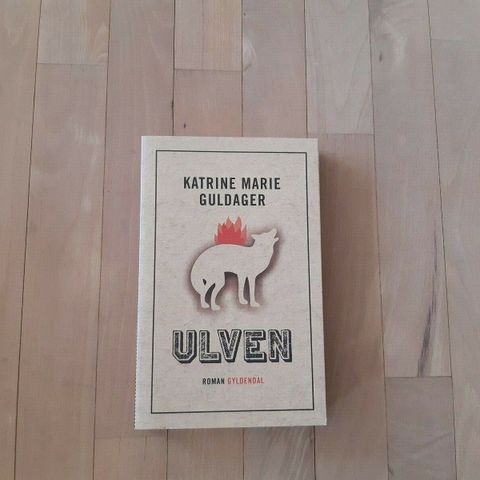 KATRINE MARIE
GULDAGER
ULVEN
ROMAN GYLDENDAL